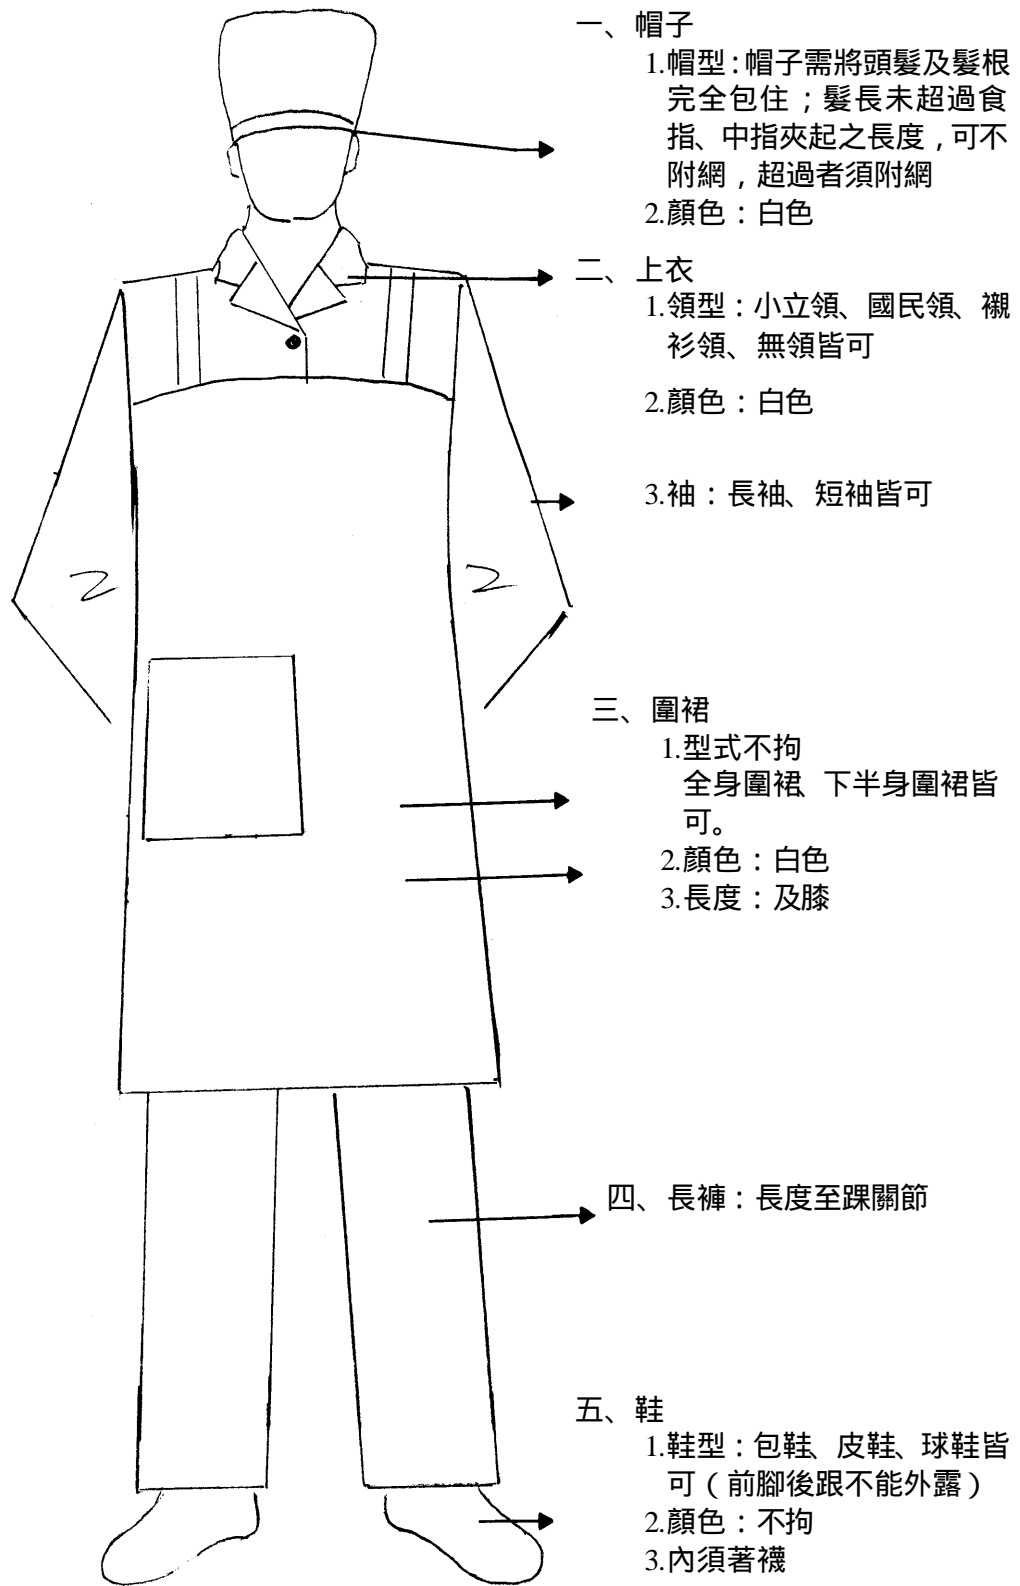 一、帽子
1.帽型：帽子需將頭髮及髮根
完全包住；髮長未超過食
指、中指夾起之長度，可不
附網，超過者須附網
2.顏色：白色
二、上衣
1.領型：小立領、國民領、襯
衫領、無領皆可
2.顏色：白色
3.袖：長袖、短袖皆可
三、圍裙
1.型式不拘
全身圍裙、下半身圍裙皆
可。
2.顏色：白色
3.長度：及膝
四、長褲：長度至踝關節
五、鞋
1.鞋型：包鞋、皮鞋、球鞋皆
可（前腳後跟不能外露）
2.顏色：不拘
3.內須著襪